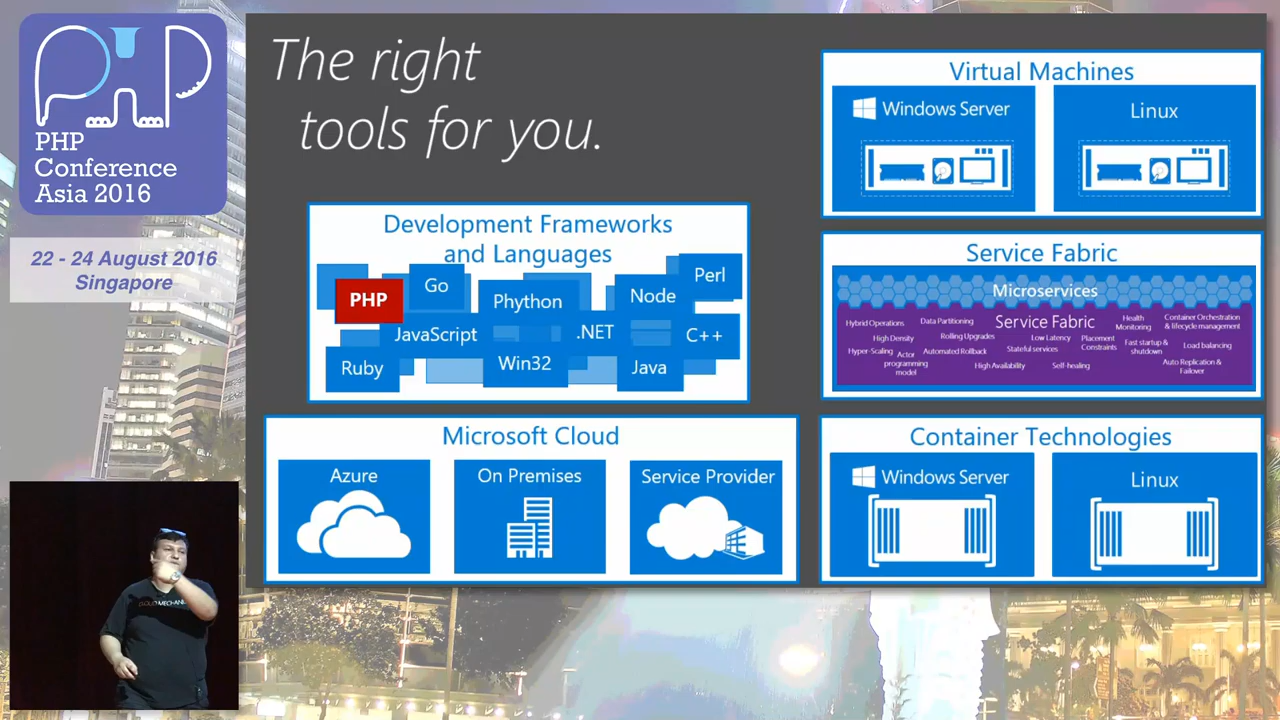 PHP
Conference
Asia 2016
22 - 24 August 2016
Singapore
The right
tools for you.
Development Frameworks
and Languages
PHP
Go
Phython
Node
Perl
JavaScript
.NET
C++
Ruby
Win32
Java
Microsoft Cloud
Azure
On Premises
Service Provider
Virtual Machines
Windows Server
Linux
Service Fabric
Microservices
Service Fabric
Hybrid Operations
Data Partitioning
Health
Monitoring
Container Orchestration
& lifecycle management
High Density
Rolling Upgrades
Low Latency
Placement
Constraints
Fast startup &
shutdown
Load balancing
Hyper-Scaling
Actor
programming
model
Automated Rollback
Stateful services
High Availability
Self-healing
Auto Replication &
Failover
Container Technologies
Windows Server
Linux